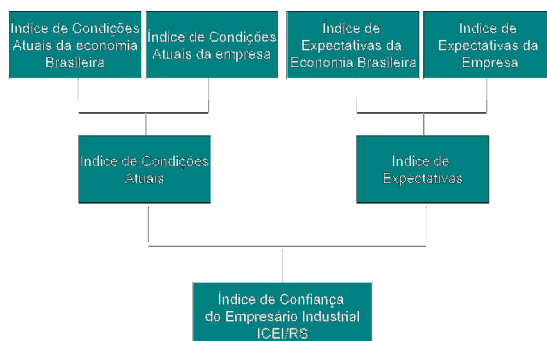 Índice de Condições
Atuais da economia
Brasileira
Índice de Condições
Atuais da empresa
Índice de
Expectativas da
Economia Brasileira
Índice de
Expectativas da
Empresa
Índice de Condições
Atuais
Índice de
Expectativas
Índice de Confiança
do Empresário Industrial
ICEI/RS